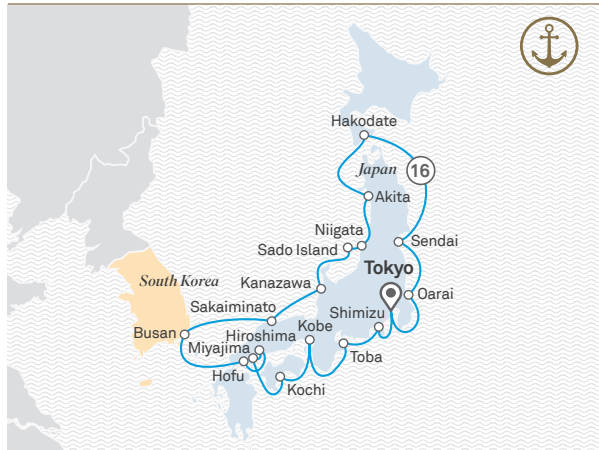 Hakodate
Japan
16
Akita
Niigata
Sado Island
Sendai
Tokyo
South Korea
Kanazawa
Oarai
Sakaiminato
Shimizu
Busan
Hiroshima
Kobe
Miyajima
Toba
Hofu
Kochi